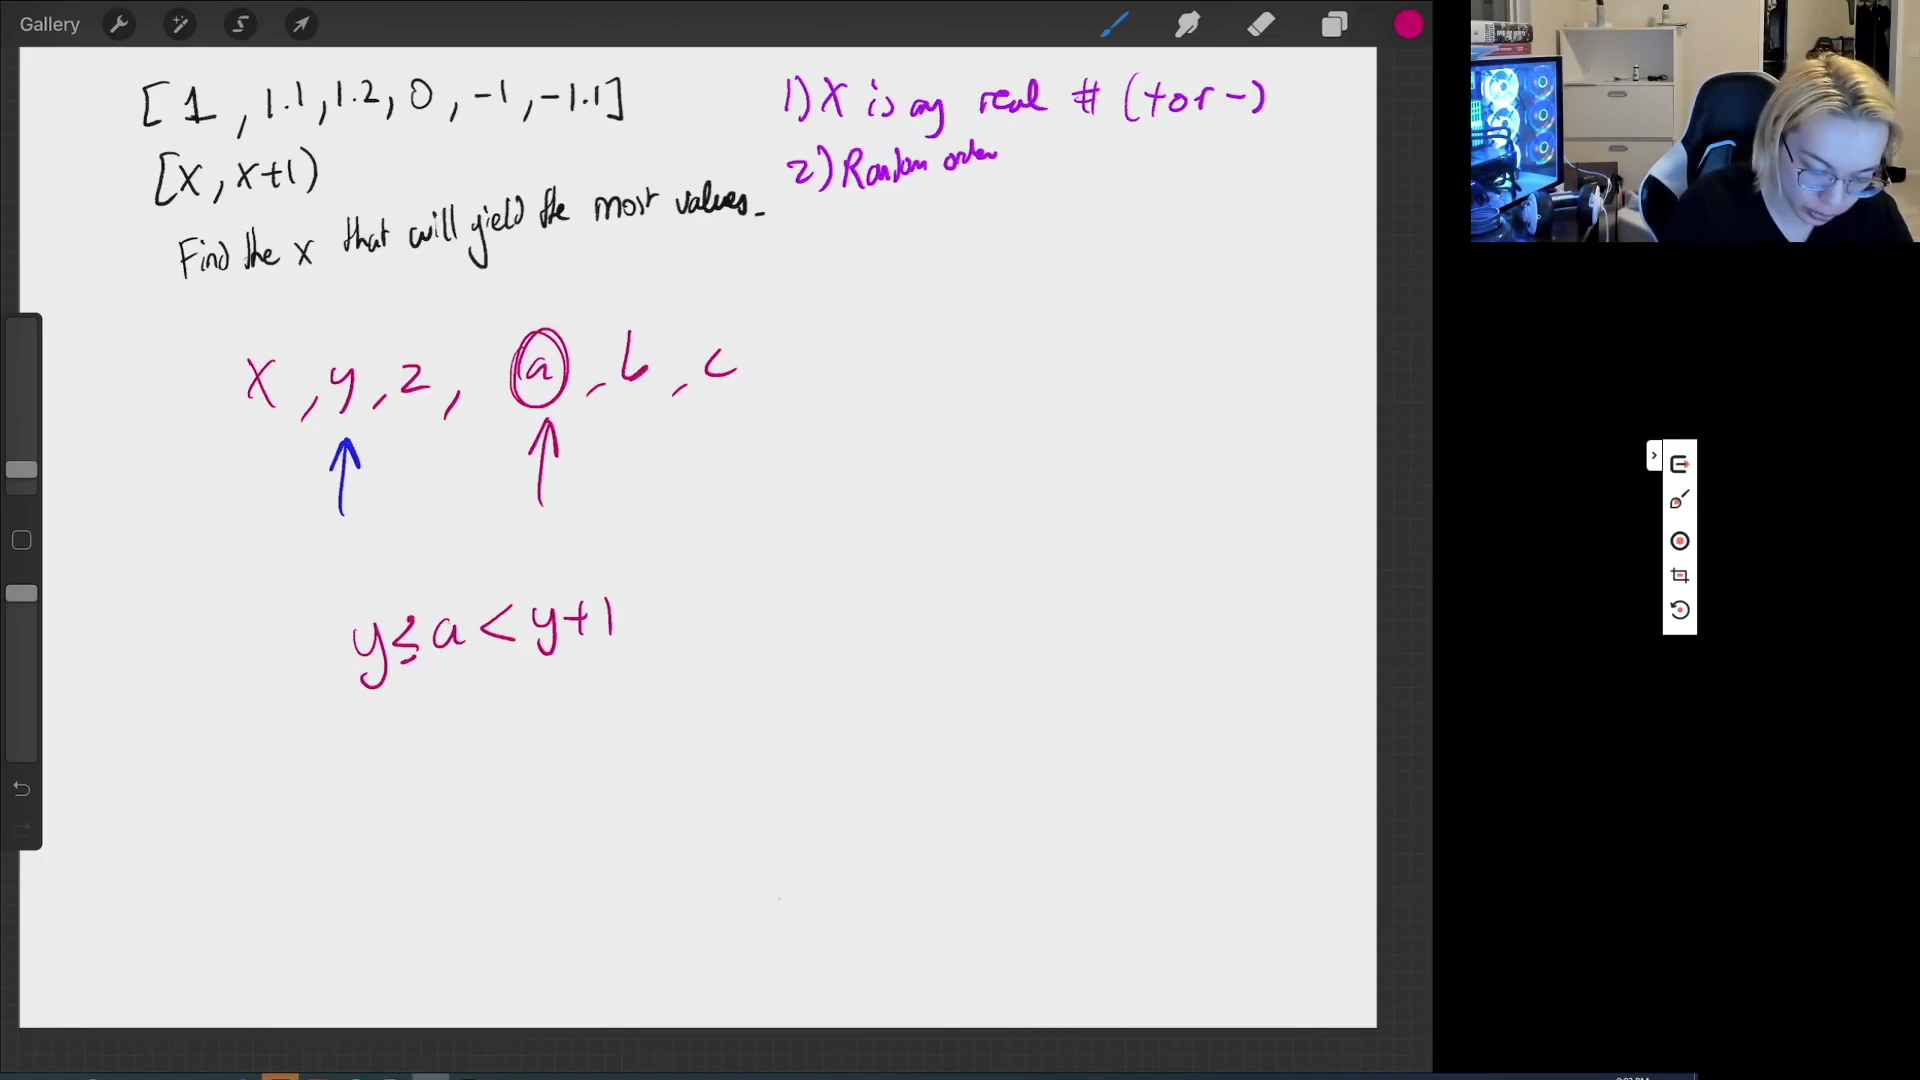 Gallery
[1, 1.1, 1.2, 0, -1, -1.1]
[x, x+1)
Find the x that will yield the most values.
1) X is any real # (+ or -)
2) Random order
x, y, z, a, b, c
y ≤ a < y+1